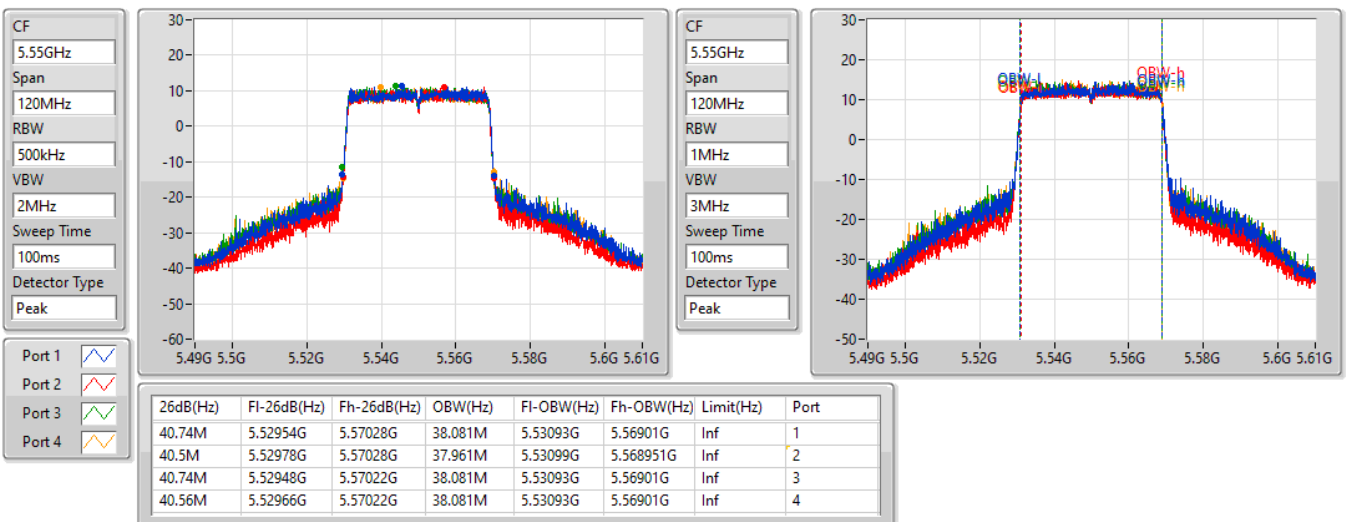 CF
5.55GHz
Span
120MHz
RBW
500kHz
VBW
2MHz
Sweep Time
100ms
Detector Type
Peak
30
20
10
0
-10
-20
-30
-40
-50
-60
5.49G 5.5G 5.52G 5.54G 5.56G 5.58G 5.6G 5.61G
CF
5.55GHz
Span
120MHz
RBW
1MHz
VBW
3MHz
Sweep Time
100ms
Detector Type
Peak
30
20
10
0
-10
-20
-30
-40
-50
OBW-h
5.49G 5.5G 5.52G 5.54G 5.56G 5.58G 5.6G 5.61G
Port 1
Port 2
Port 3
Port 4
26dB(Hz) Fl-26dB(Hz) Fh-26dB(Hz) OBW(Hz) Fl-OBW(Hz) Fh-OBW(Hz) Limit(Hz) Port
40.74M 5.52954G 5.57028G 38.081M 5.53093G 5.56901G Inf 1
40.5M 5.52978G 5.57028G 37.961M 5.53099G 5.568951G Inf 2
40.74M 5.52948G 5.57022G 38.081M 5.53093G 5.56901G Inf 3
40.56M 5.52966G 5.57022G 38.081M 5.53093G 5.56901G Inf 4